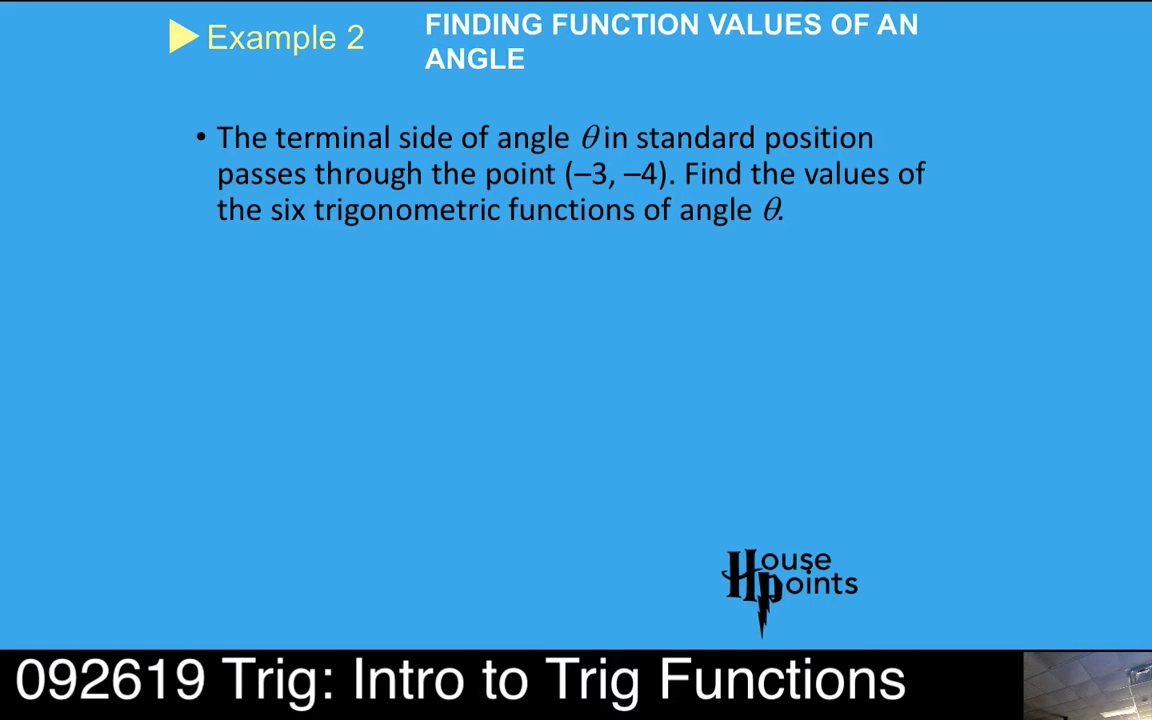 Example 2
FINDING FUNCTION VALUES OF AN
ANGLE
• The terminal side of angle θ in standard position
passes through the point (–3, –4). Find the values of
the six trigonometric functions of angle θ.
House
Points
092619 Trig: Intro to Trig Functions